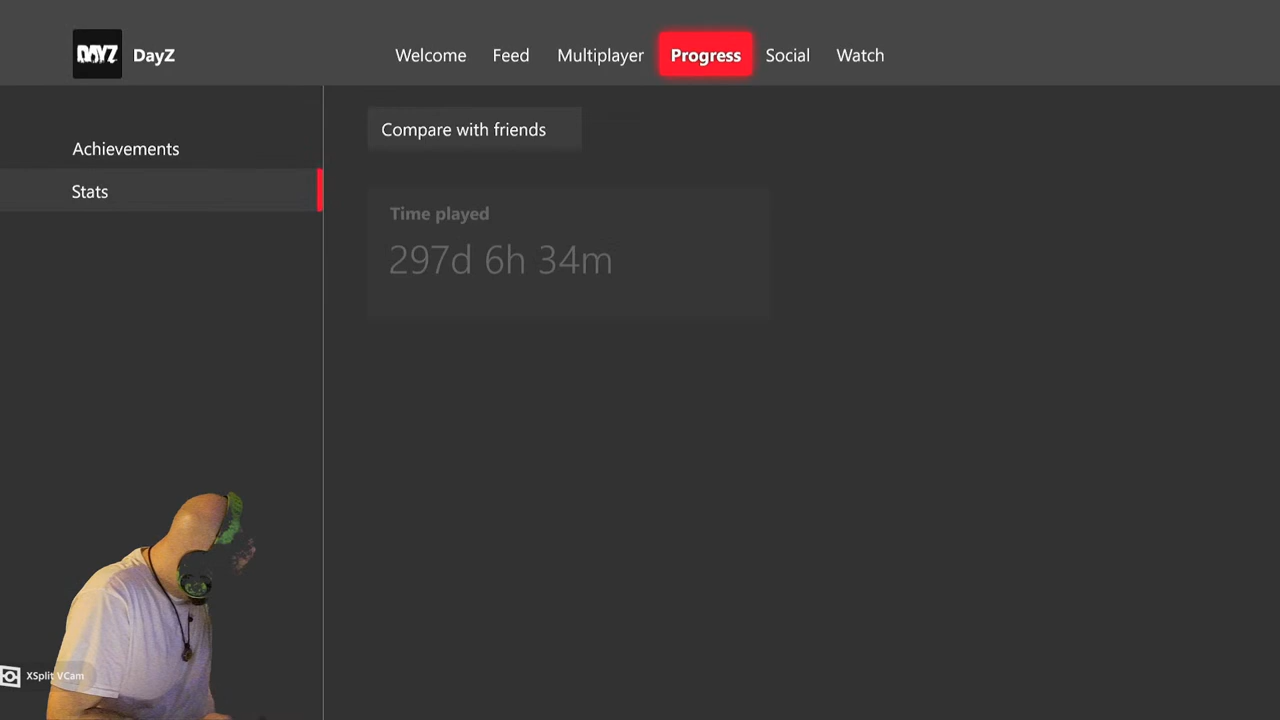 DAYZ
DayZ
Welcome
Feed
Multiplayer
Progress
Social
Watch
Achievements
Stats
Compare with friends
Time played
297d 6h 34m
XSplit VCam